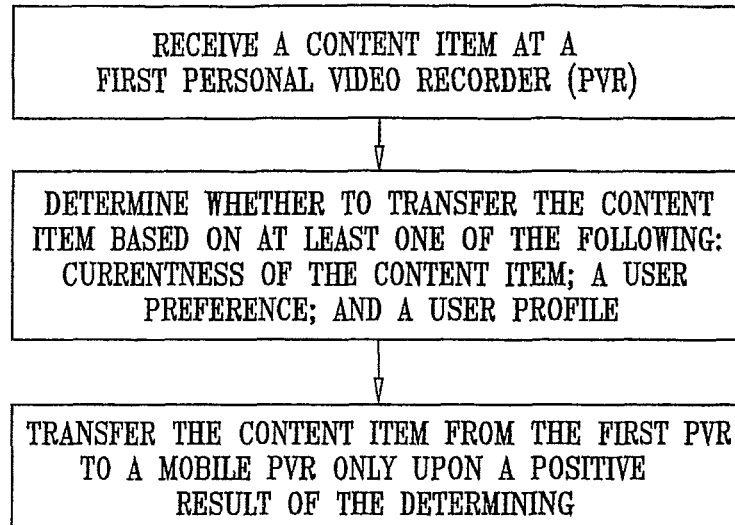 RECEIVE A CONTENT ITEM AT A
FIRST PERSONAL VIDEO RECORDER (PVR)
DETERMINE WHETHER TO TRANSFER THE CONTENT
ITEM BASED ON AT LEAST ONE OF THE FOLLOWING:
CURRENTNESS OF THE CONTENT ITEM; A USER
PREFERENCE; AND A USER PROFILE
TRANSFER THE CONTENT ITEM FROM THE FIRST PVR
TO A MOBILE PVR ONLY UPON A POSITIVE
RESULT OF THE DETERMINING